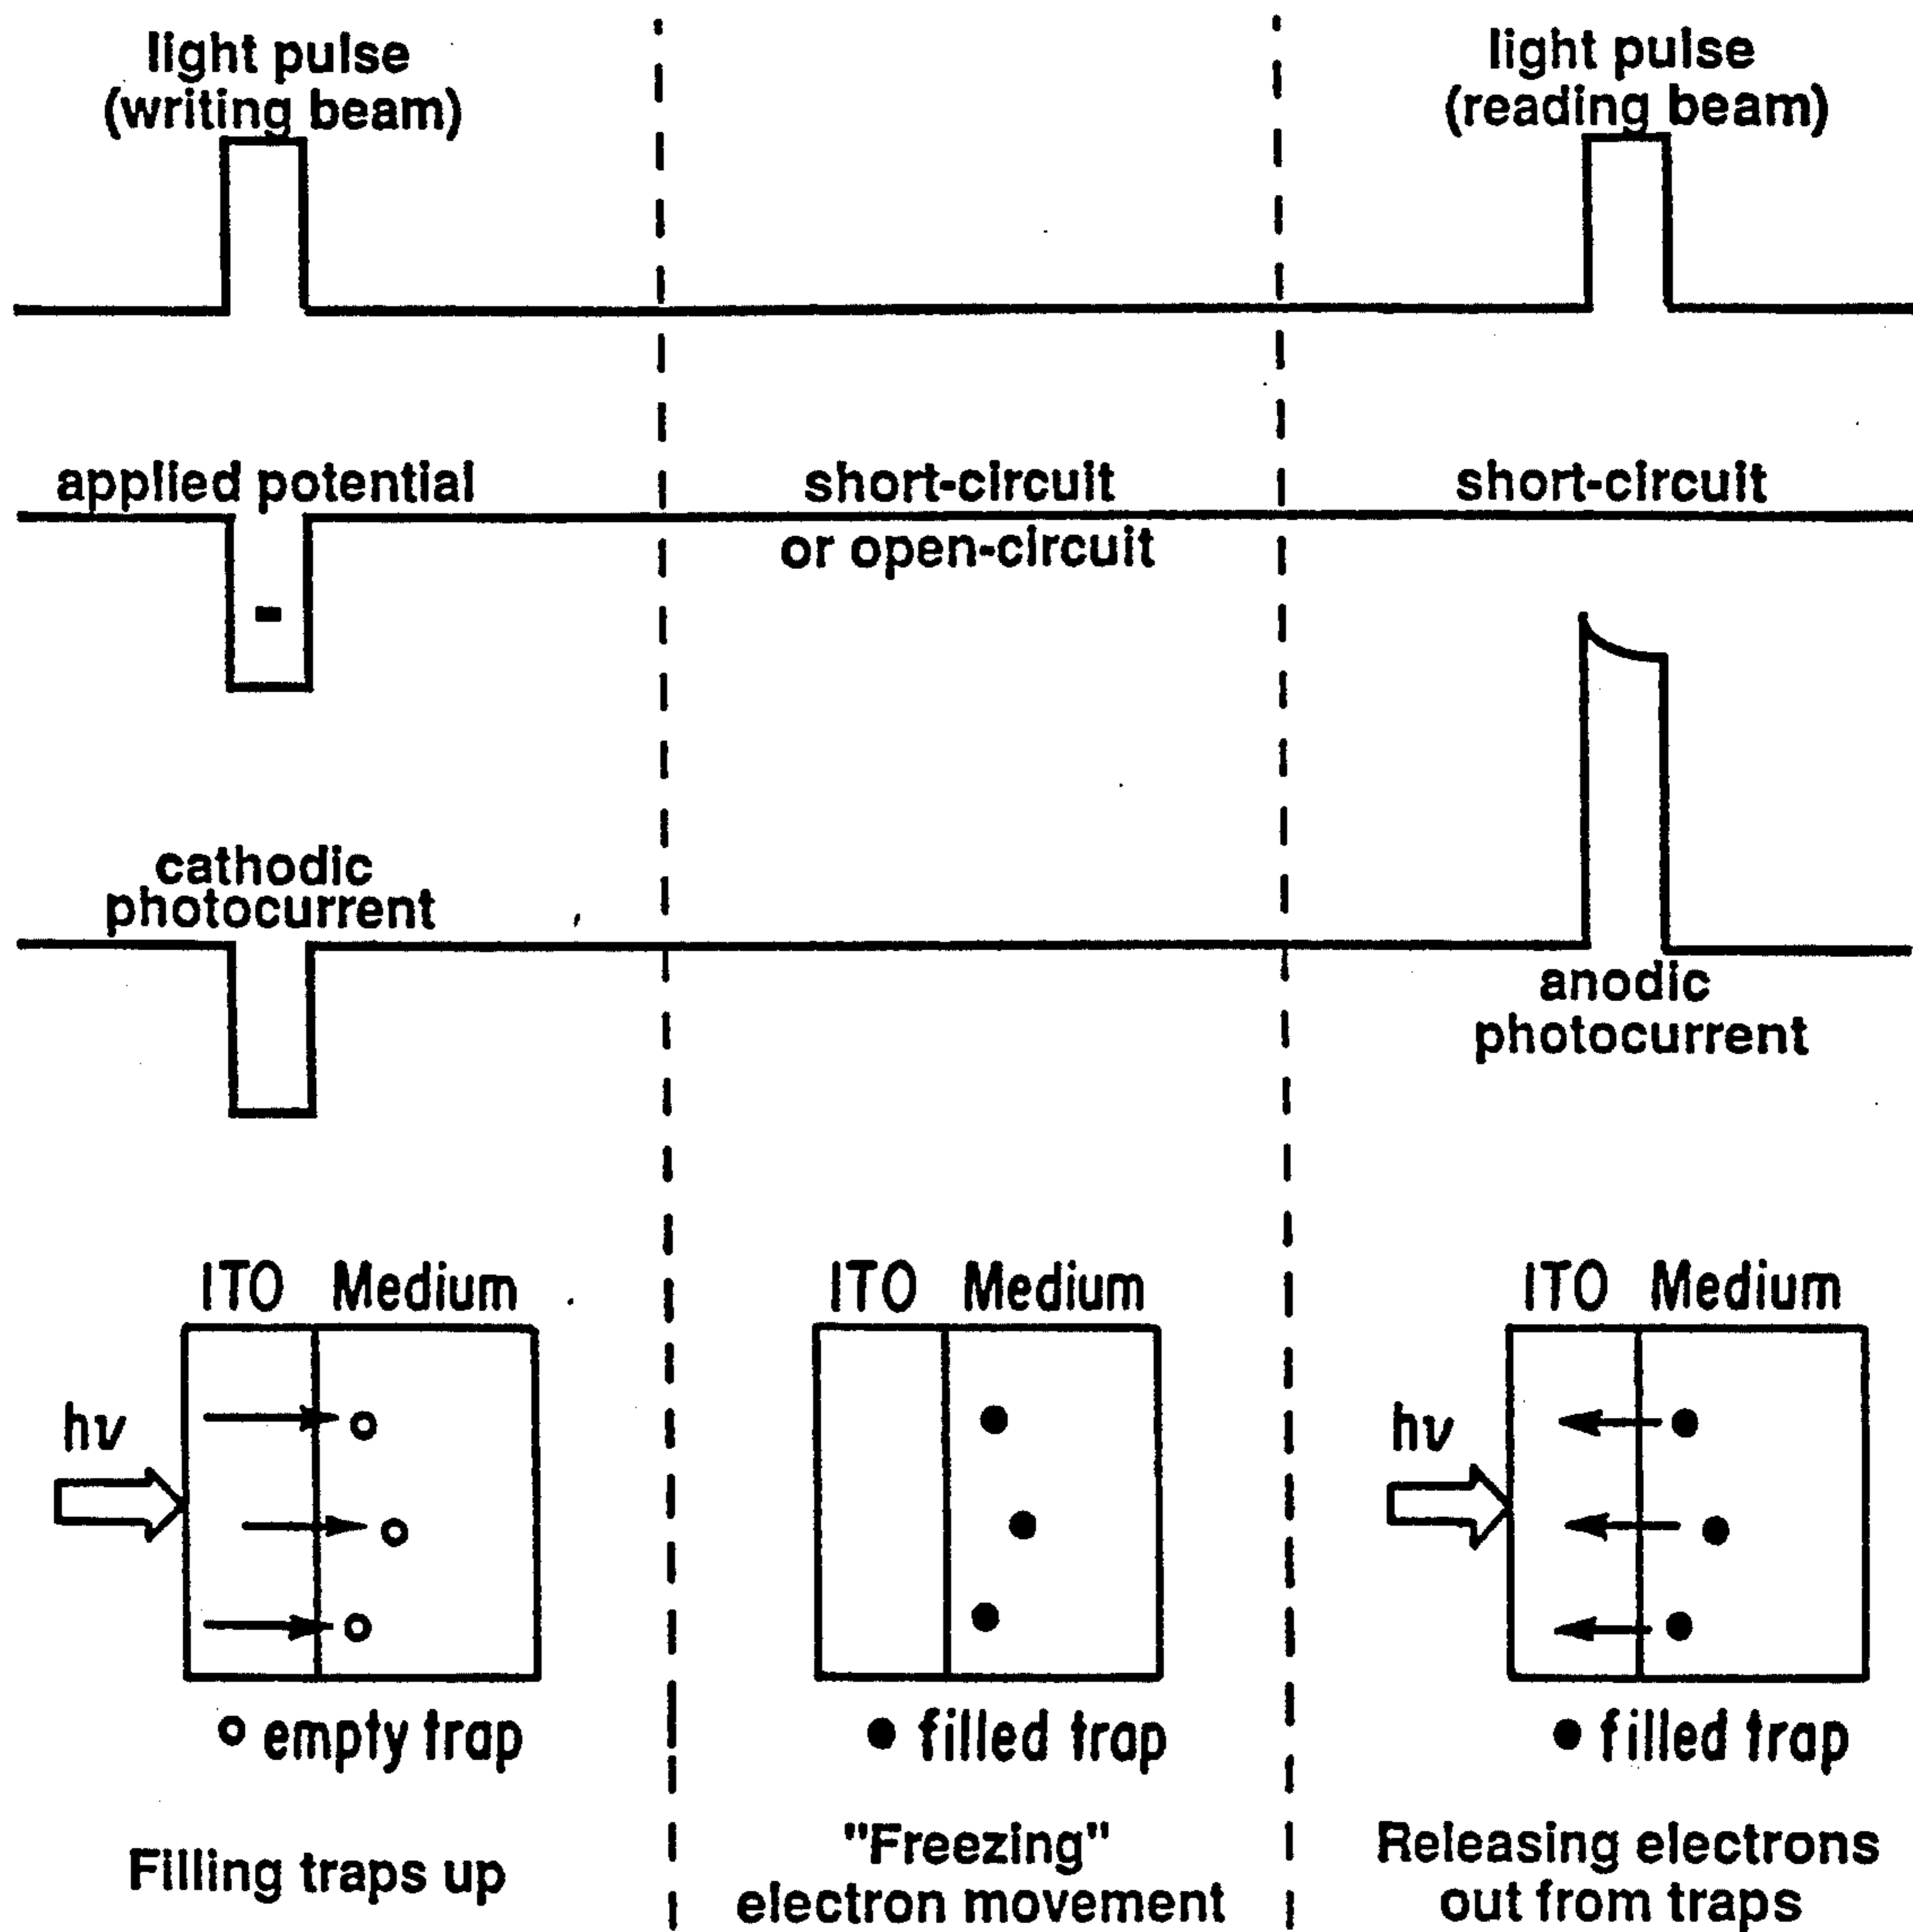 light pulse
(writing beam)
light pulse
(reading beam)
applied potential
short-circuit
or open-circuit
short-circuit
-
cathodic
photocurrent
anodic
photocurrent
ITO Medium
ITO Medium
ITO Medium
hν
hν
empty trap
filled trap
filled trap
Filling traps up
"Freezing"
electron movement
Releasing electrons
out from traps